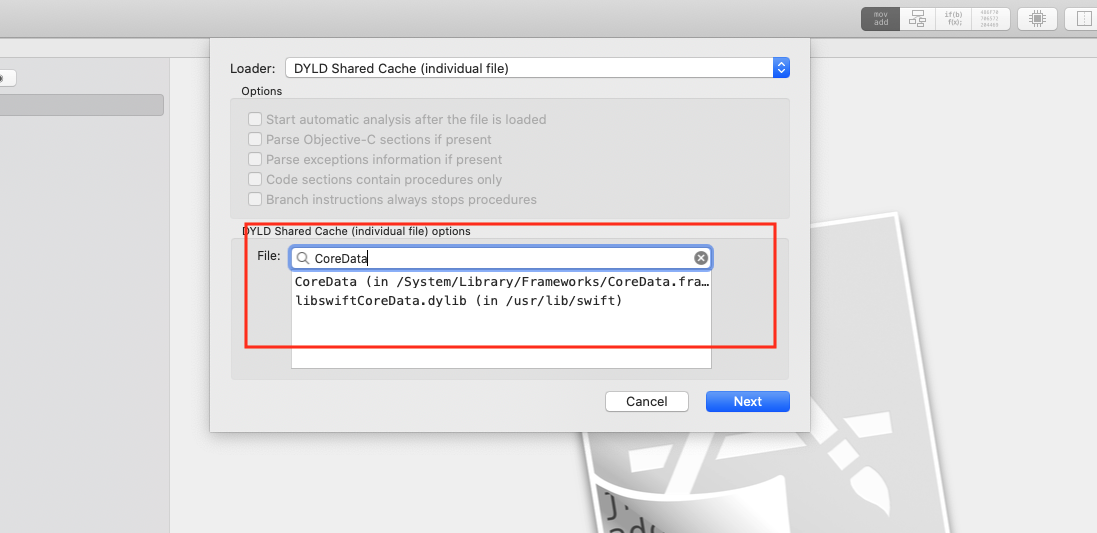 mov
add
if(b)
f(x);
Loader: DYLD Shared Cache (individual file)
Options
Start automatic analysis after the file is loaded
Parse Objective-C sections if present
Parse exceptions information if present
Code sections contain procedures only
Branch instructions always stops procedures
DYLD Shared Cache (individual file) options
File: CoreData
CoreData (in /System/Library/Frameworks/CoreData.fra…
libswiftCoreData.dylib (in /usr/lib/swift)
Cancel Next